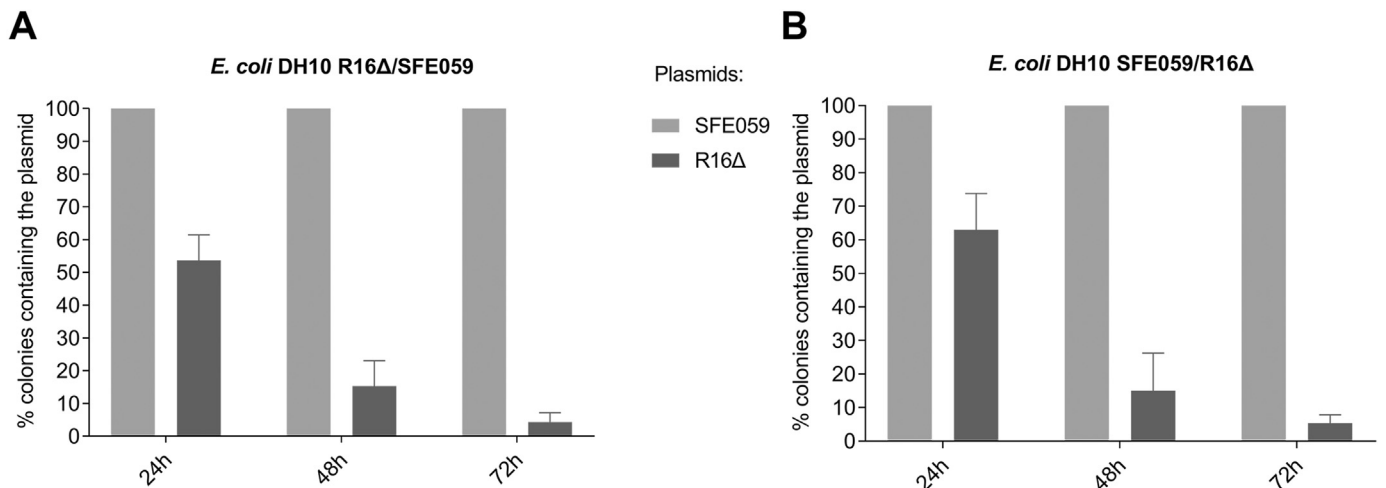 A
E. coli DH10 R16Δ/SFE059
% colonies containing the plasmid
100
90
80
70
60
50
40
30
20
10
0
24h
48h
72h
Plasmids:
SFE059
R16Δ
B
E. coli DH10 SFE059/R16Δ
% colonies containing the plasmid
100
90
80
70
60
50
40
30
20
10
0
24h
48h
72h